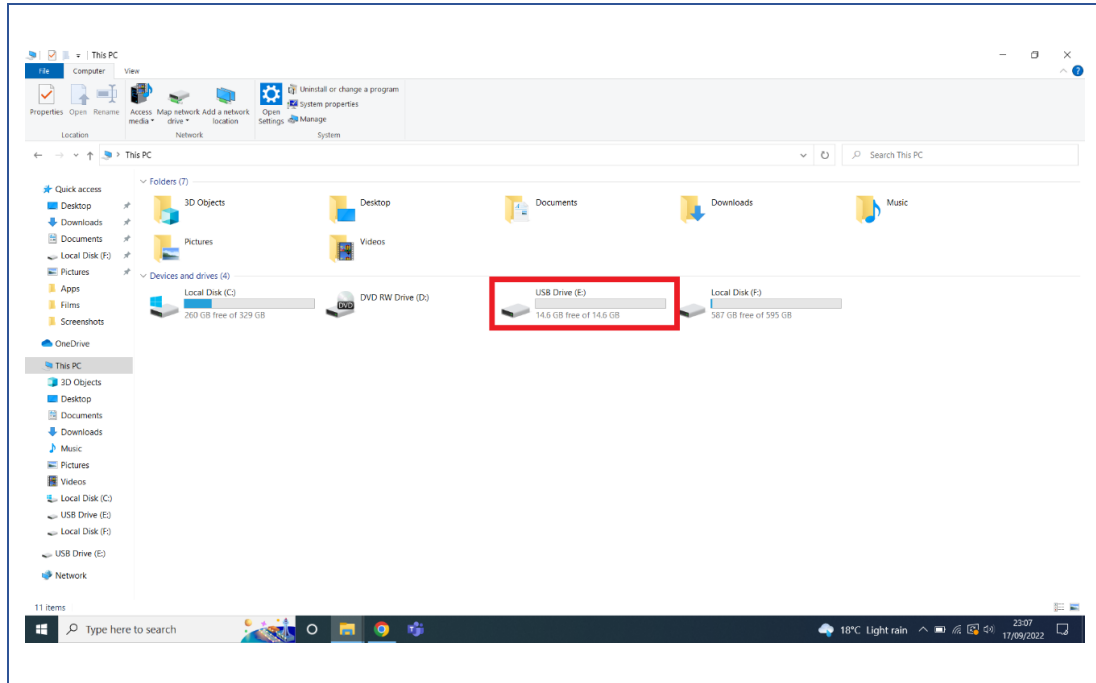 This PC
File Computer View
Properties Open Rename Access media Map network drive Add a network location Open Settings Uninstall or change a program
System properties
Manage
Location Network System
This PC Search This PC
Quick access
Desktop
Downloads
Documents
Local Disk (F:)
Pictures
Apps
Films
Screenshots
OneDrive
This PC
3D Objects
Desktop
Documents
Downloads
Music
Pictures
Videos
Local Disk (C:)
USB Drive (E:)
Local Disk (F:)
USB Drive (E:)
Network
Folders (7)
3D Objects Desktop Documents Downloads Music
Pictures Videos
Devices and drives (4)
Local Disk (C:)
260 GB free of 329 GB
DVD RW Drive (D:)
USB Drive (E:)
14.6 GB free of 14.6 GB
Local Disk (F:)
587 GB free of 595 GB
11 items
Type here to search 18°C Light rain 23:07
17/09/2022